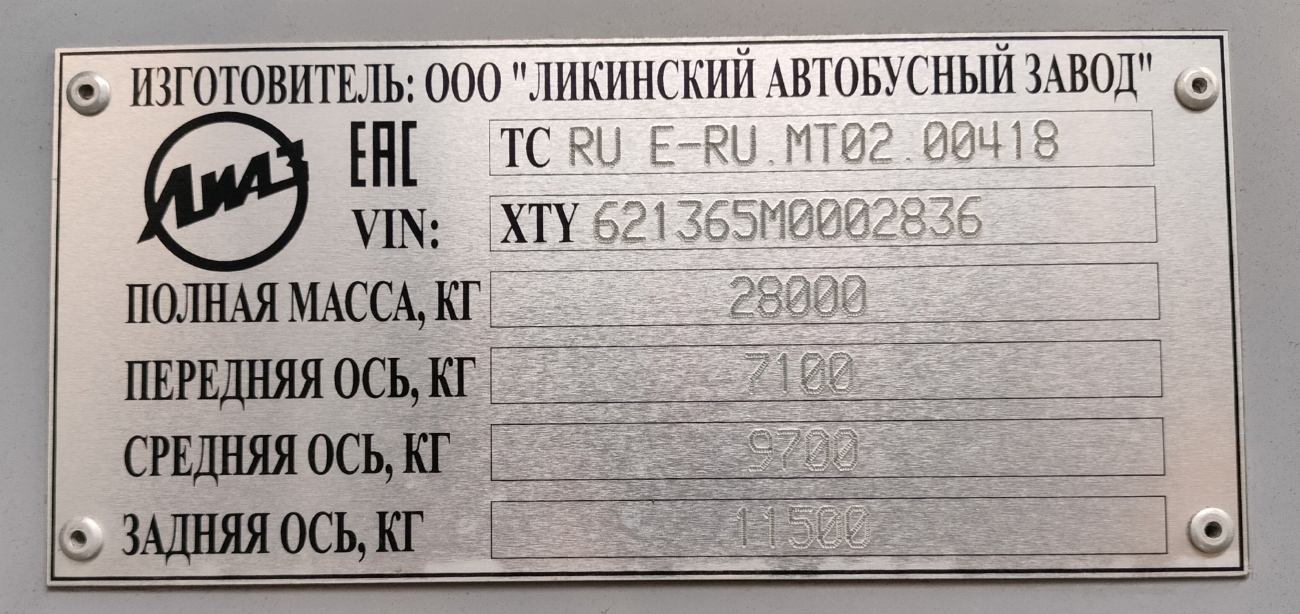 ИЗГОТОВИТЕЛЬ: ООО "ЛИКИНСКИЙ АВТОБУСНЫЙ ЗАВОД"
ЛиАЗ EAC ТС RU E-RU.MT02.00418
VIN: XTY 621365M0002836
ПОЛНАЯ МАССА, КГ 28000
ПЕРЕДНЯЯ ОСЬ, КГ 7100
СРЕДНЯЯ ОСЬ, КГ 9700
ЗАДНЯЯ ОСЬ, КГ 11500